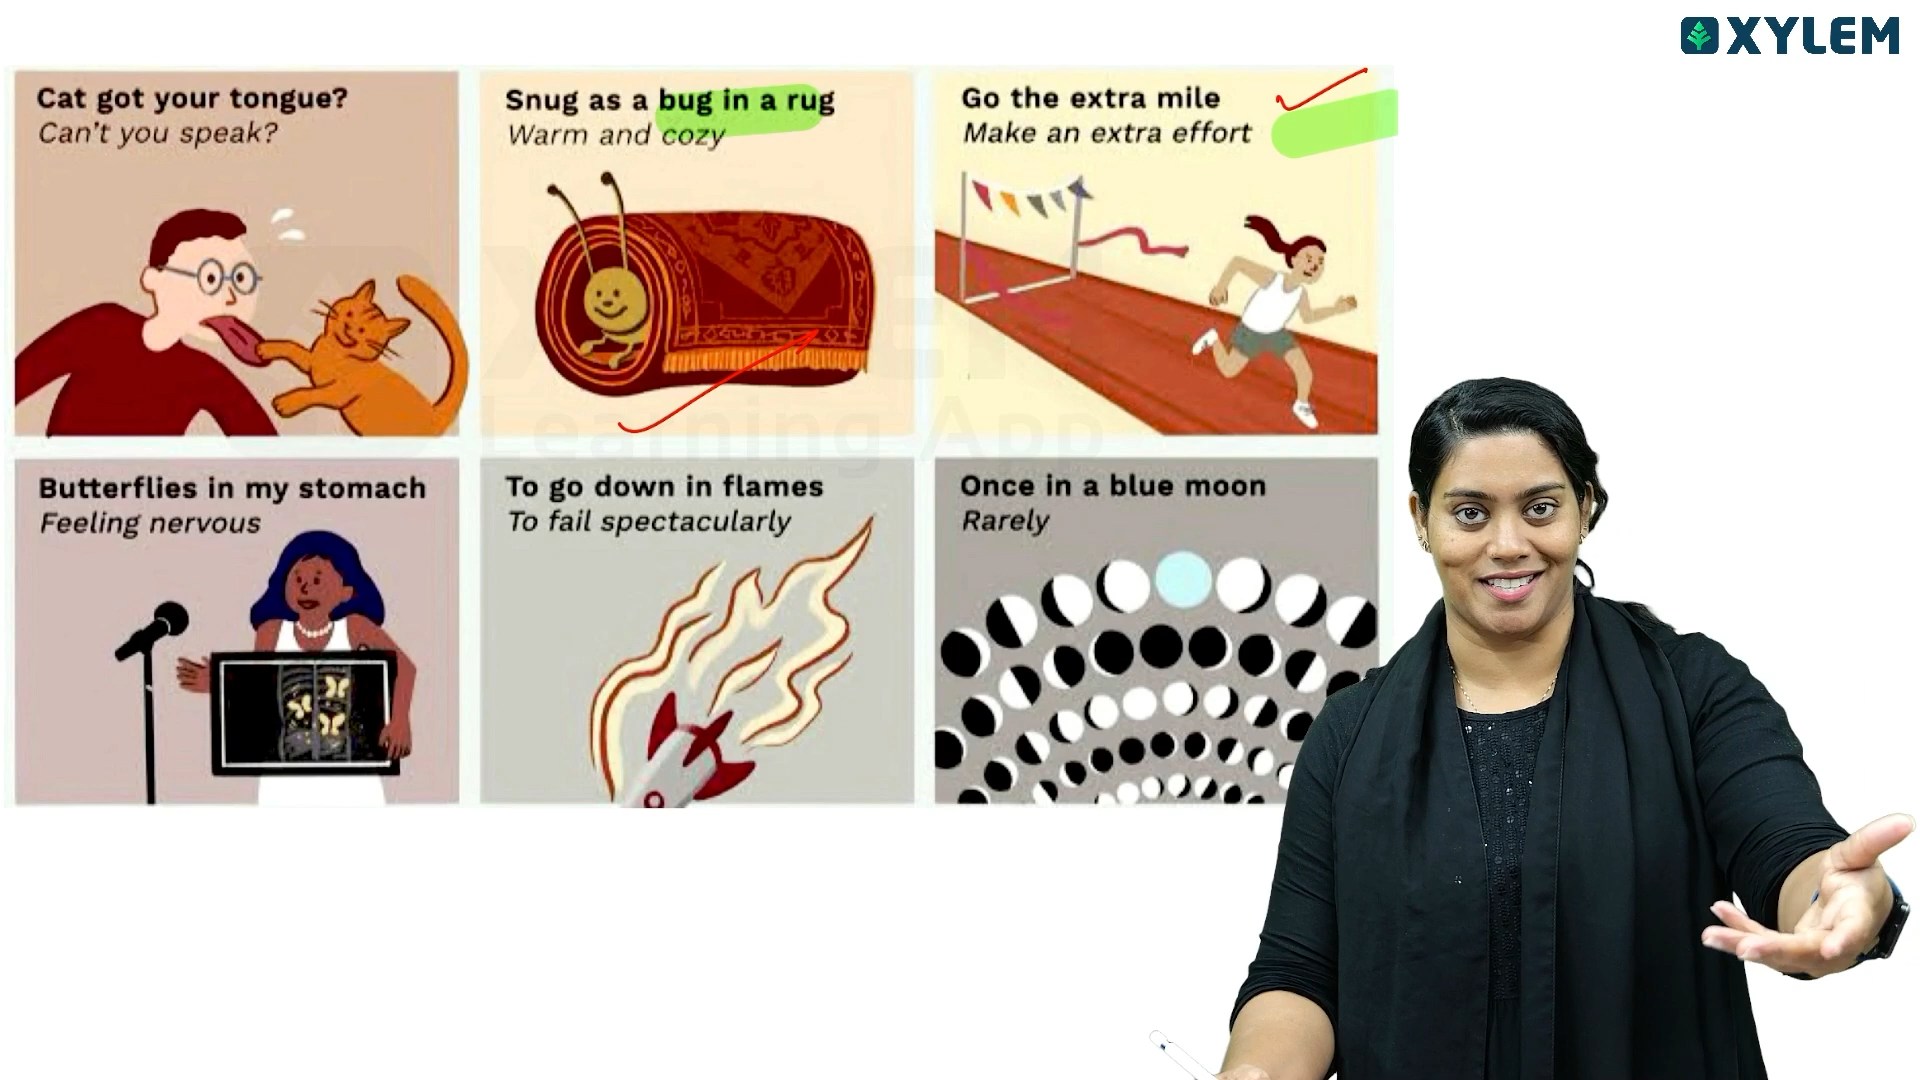 XYLEM
Cat got your tongue?
Can't you speak?
Snug as a bug in a rug
Warm and cozy
Go the extra mile
Make an extra effort
Learning App
Butterflies in my stomach
Feeling nervous
To go down in flames
To fail spectacularly
Once in a blue moon
Rarely